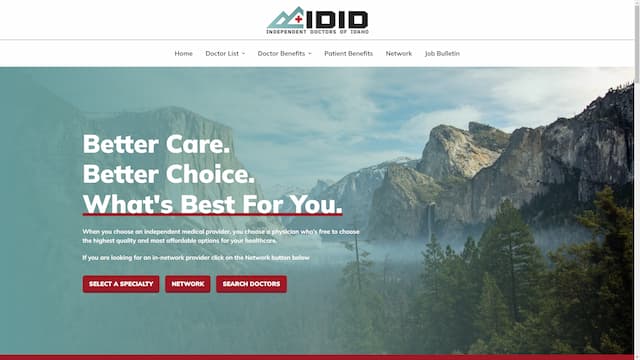 IDID
INDEPENDENT DOCTORS OF IDAHO
Home
Doctor List
Doctor Benefits
Patient Benefits
Network
Job Bulletin
Better Care.
Better Choice.
What's Best For You.
When you choose an independent medical provider, you choose a physician who's free to choose
the highest quality and most affordable options for your healthcare.
If you are looking for an in-network provider click on the Network button below
SELECT A SPECIALTY
NETWORK
SEARCH DOCTORS